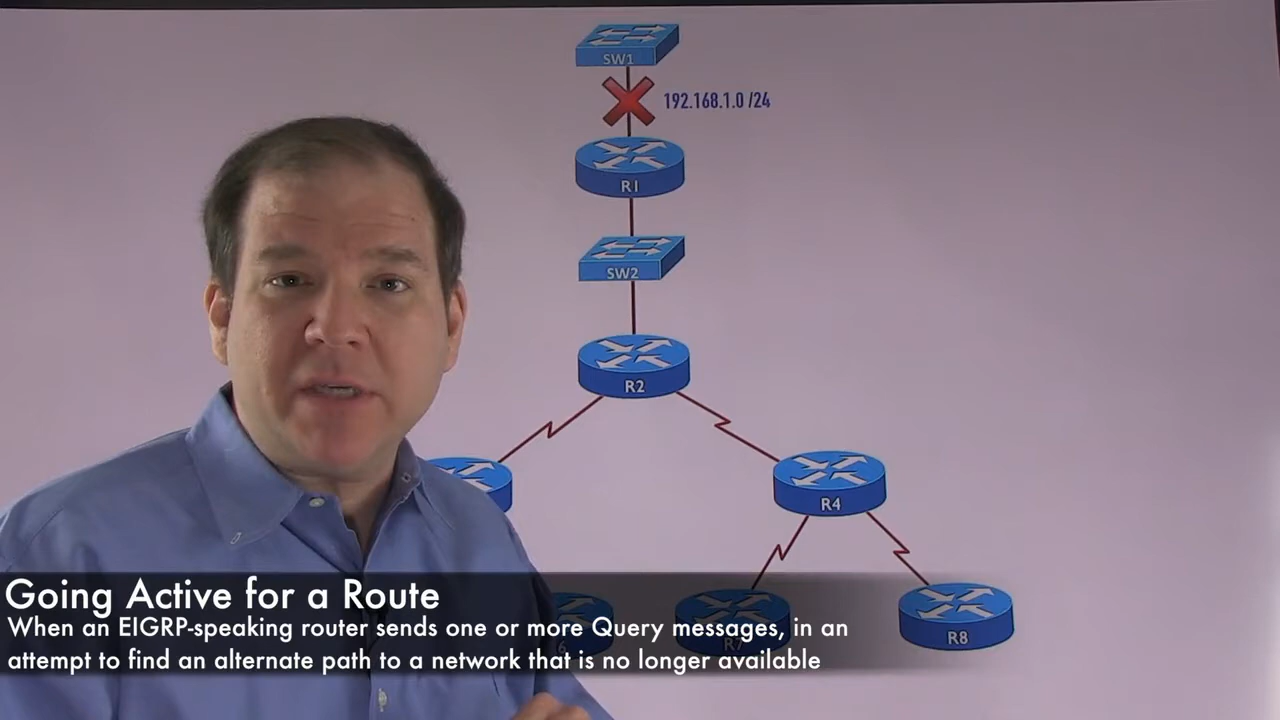 SW1
192.168.1.0 /24
R1
SW2
R2
R4
R8
Going Active for a Route
When an EIGRP-speaking router sends one or more Query messages, in an
attempt to find an alternate path to a network that is no longer available